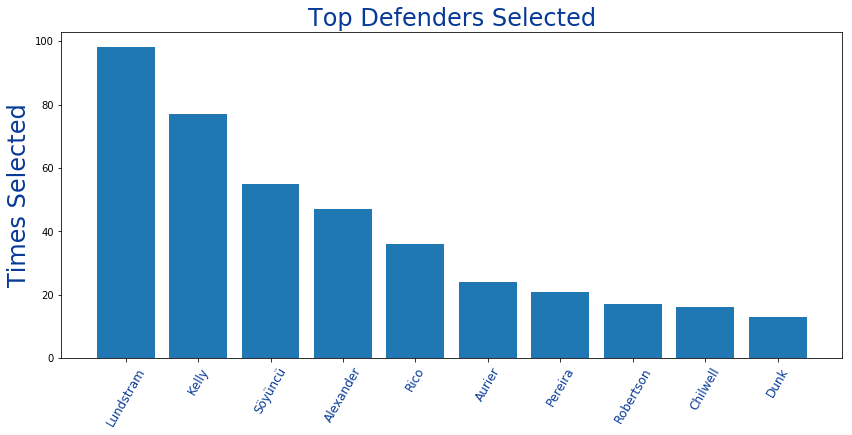 Top Defenders Selected
Times Selected
100
80
60
40
20
0
Lundstram
Kelly
Söyüncü
Alexander
Rico
Aurier
Pereira
Robertson
Chilwell
Dunk